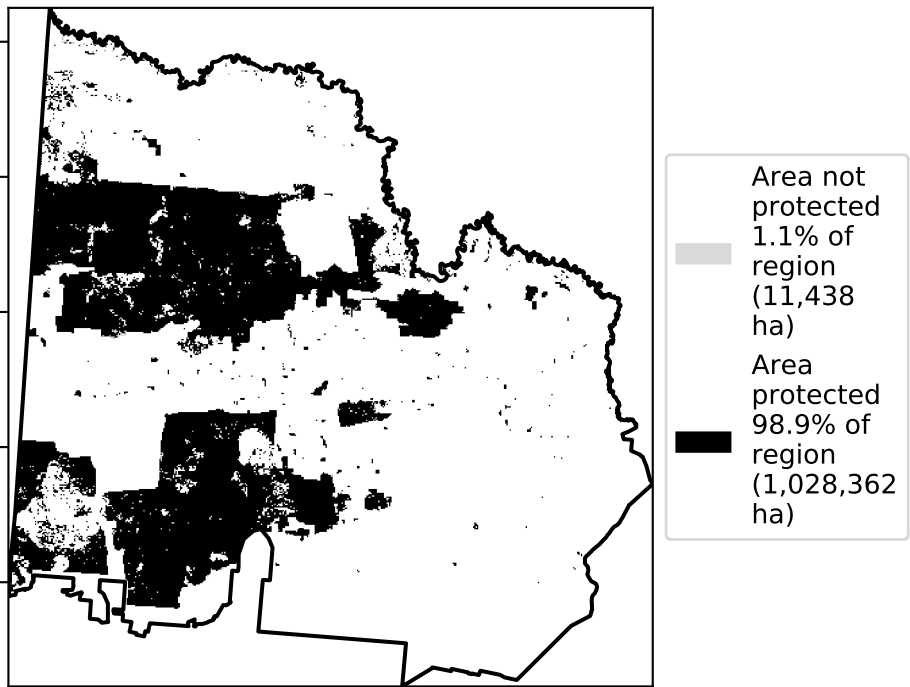 Area not
protected
1.1% of
region
(11,438
ha)
Area
protected
98.9% of
region
(1,028,362
ha)